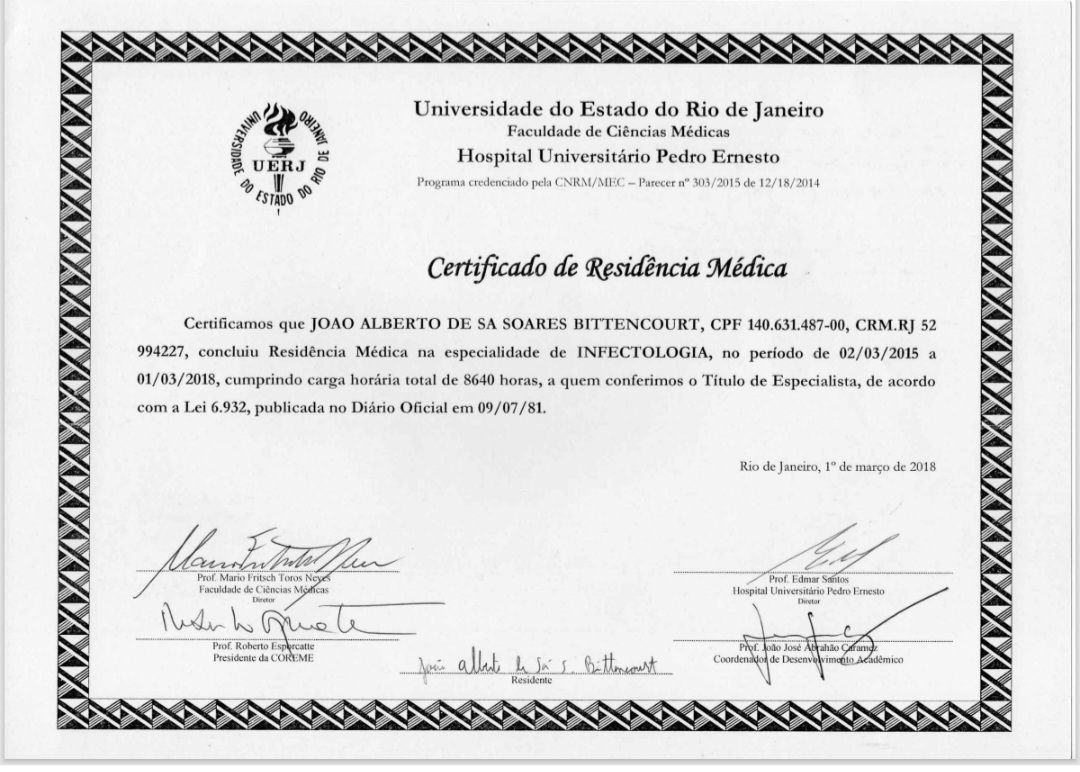 Universidade do Estado do Rio de Janeiro
Faculdade de Ciências Médicas
Hospital Universitário Pedro Ernesto
Programa credenciado pela CNRM/MEC – Parecer nº 303/2015 de 12/18/2014
UNIVERSIDADE DO ESTADO DO RIO DE JANEIRO
UERJ
Certificado de Residência Médica
Certificamos que JOAO ALBERTO DE SA SOARES BITTENCOURT, CPF 140.631.487-00, CRM.RJ 52
994227, concluiu Residência Médica na especialidade de INFECTOLOGIA, no período de 02/03/2015 a
01/03/2018, cumprindo carga horária total de 8640 horas, a quem conferimos o Título de Especialista, de acordo
com a Lei 6.932, publicada no Diário Oficial em 09/07/81.
Rio de Janeiro, 1º de março de 2018
Prof. Mario Fritsch Toros Neves
Faculdade de Ciências Médicas
Diretor
Prof. Edmar Santos
Hospital Universitário Pedro Ernesto
Diretor
Prof. Roberto Esporcatte
Presidente da COREME
Prof. João José Abrahão Caramez
Coordenador de Desenvolvimento Acadêmico
João Alberto de Sá S. Bittencourt
Residente